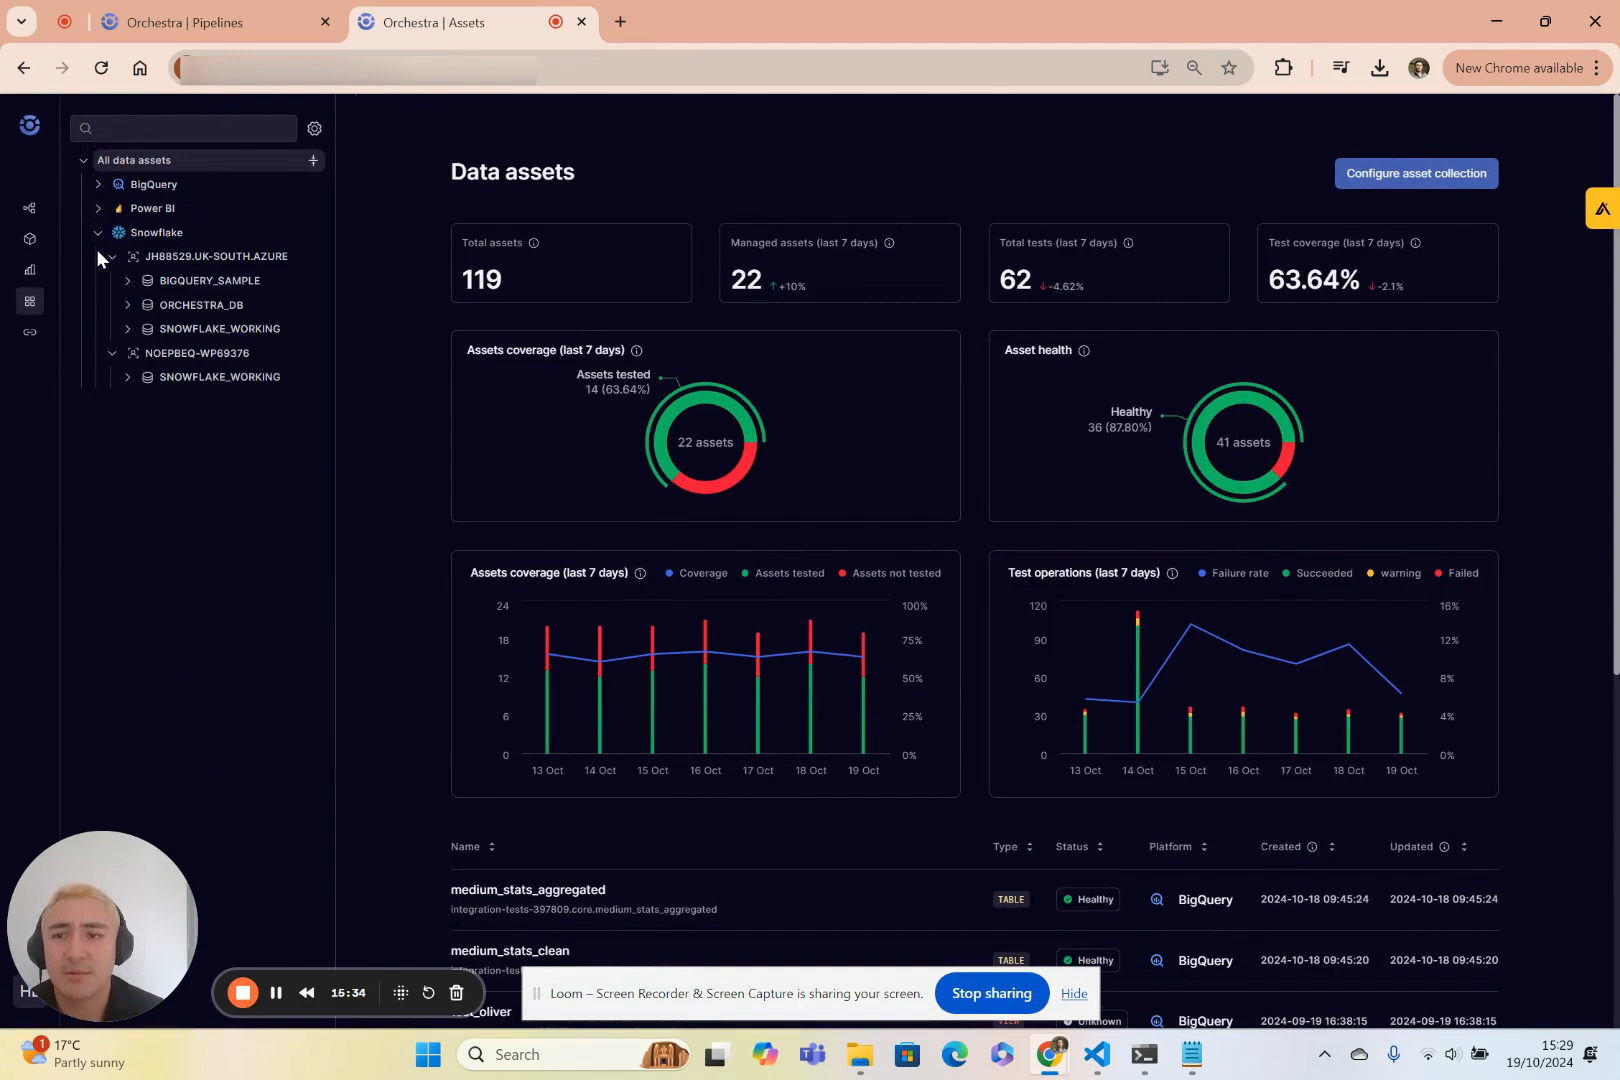 Orchestra | Pipelines
Orchestra | Assets
New Chrome available
All data assets
BigQuery
Power BI
Snowflake
JH88529.UK-SOUTH.AZURE
BIGQUERY_SAMPLE
ORCHESTRA_DB
SNOWFLAKE_WORKING
NOEPBEQ-WP69376
SNOWFLAKE_WORKING
Data assets
Configure asset collection
Total assets
119
Managed assets (last 7 days)
22 ↑+10%
Total tests (last 7 days)
62 ↓-4.62%
Test coverage (last 7 days)
63.64% ↓-2.1%
Assets coverage (last 7 days)
Assets tested
14 (63.64%)
22 assets
Asset health
Healthy
36 (87.80%)
41 assets
Assets coverage (last 7 days) Coverage Assets tested Assets not tested
24 100%
18 75%
12 50%
6 25%
0 0%
13 Oct 14 Oct 15 Oct 16 Oct 17 Oct 18 Oct 19 Oct
Test operations (last 7 days) Failure rate Succeeded warning Failed
120 16%
90 12%
60 8%
30 4%
0 0%
13 Oct 14 Oct 15 Oct 16 Oct 17 Oct 18 Oct 19 Oct
Name Type Status Platform Created Updated
medium_stats_aggregated
integration-tests-397809.core.medium_stats_aggregated
TABLE Healthy BigQuery 2024-10-18 09:45:24 2024-10-18 09:45:24
medium_stats_clean
TABLE Healthy BigQuery 2024-10-18 09:45:20 2024-10-18 09:45:20
oliver
VIEW Unknown BigQuery 2024-09-19 16:38:15 2024-09-19 16:38:15
15:34
Loom – Screen Recorder & Screen Capture is sharing your screen.
Stop sharing
Hide
1
17°C
Partly sunny
Search
15:29
19/10/2024